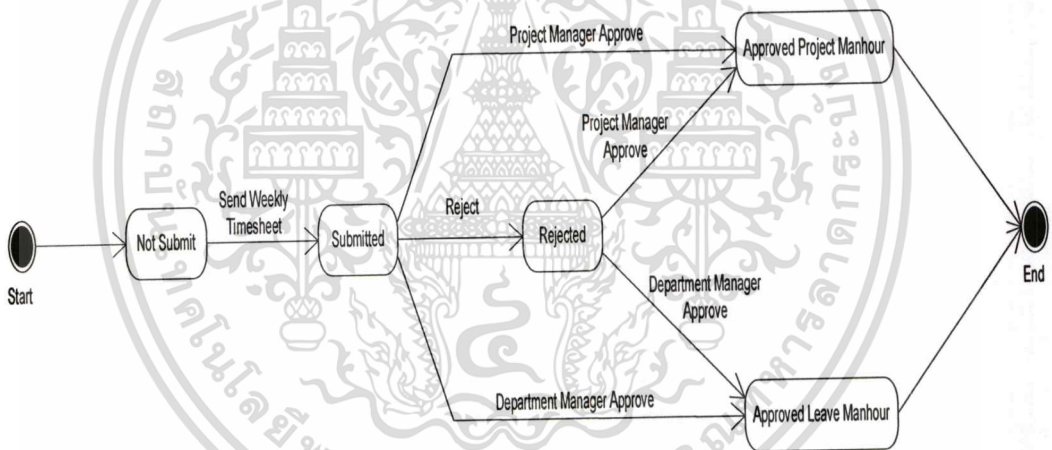 Project Manager Approve
Approved Project Manhour
Project Manager
Approve
Send Weekly
Timesheet
Reject
Not Submit
Submitted
Rejected
Start
End
Department Manager
Approve
Department Manager Approve
Approved Leave Manhour